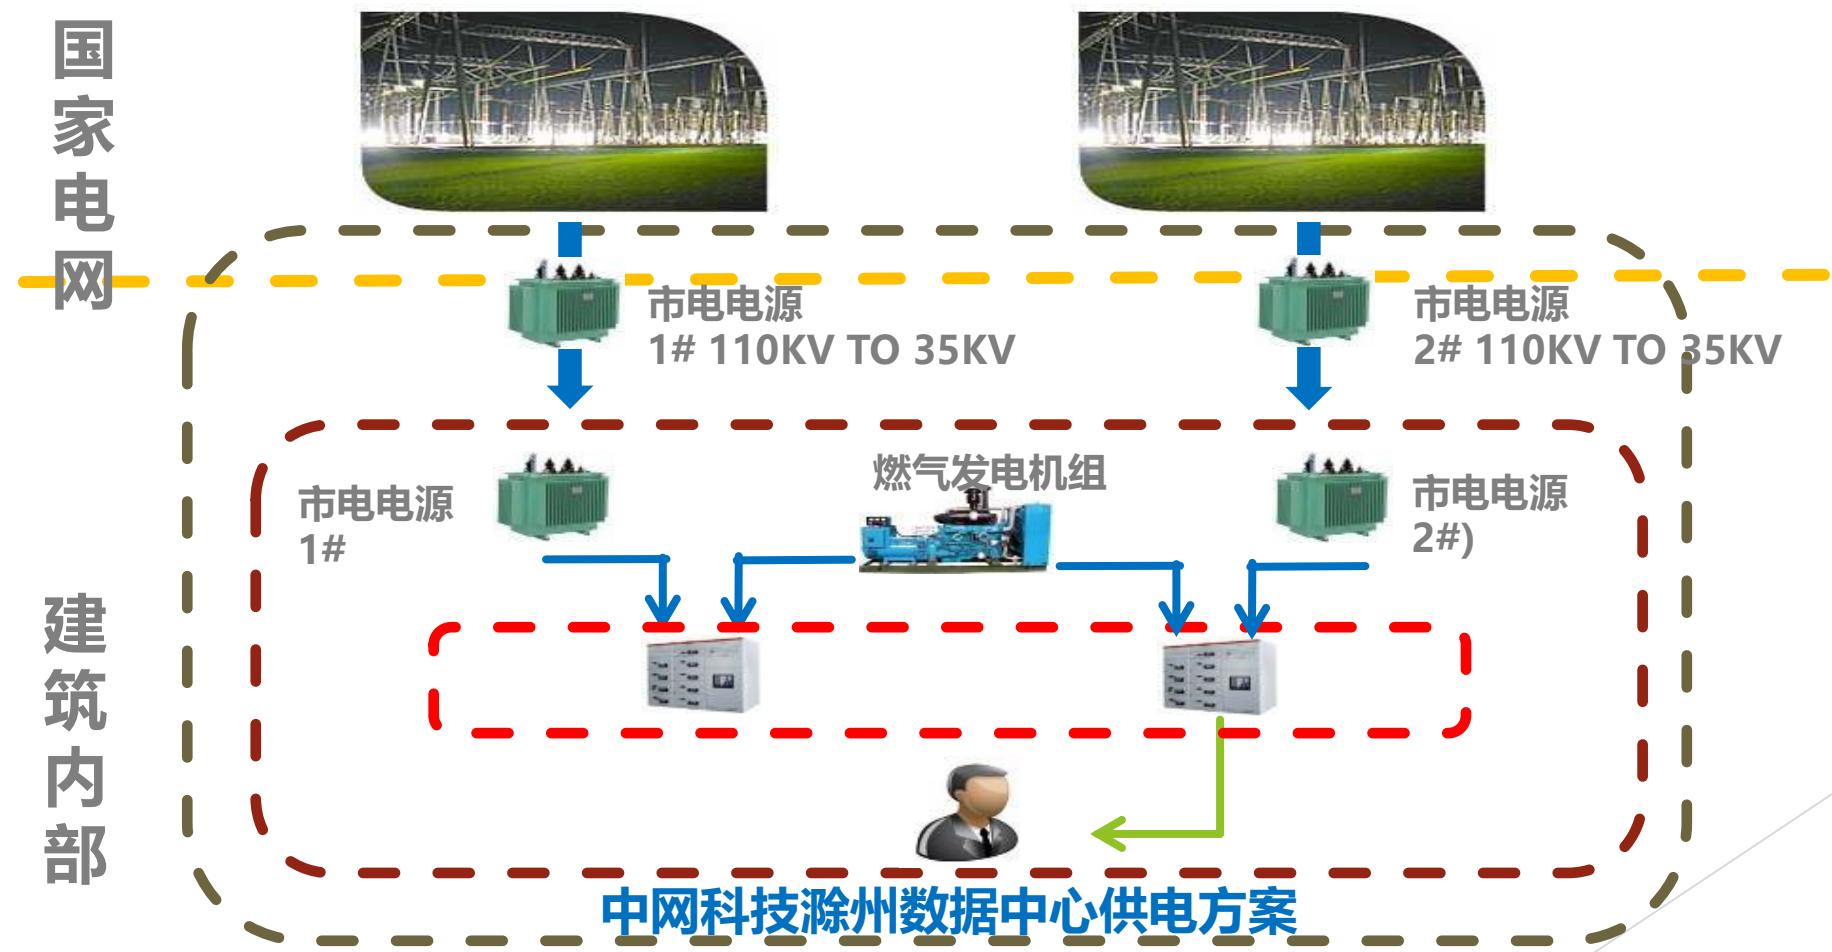 国家电网
市电电源
1# 110KV TO 35KV
市电电源
2# 110KV TO 35KV
市电电源
1#
燃气发电机组
市电电源
2#)
建筑内部
中网科技滁州数据中心供电方案